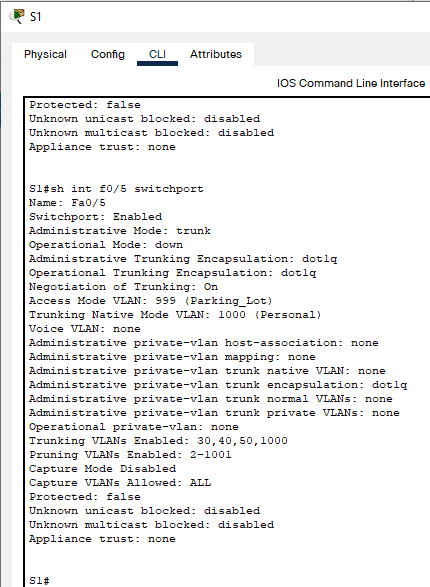 S1
Physical Config CLI Attributes
IOS Command Line Interface
Protected: false
Unknown unicast blocked: disabled
Unknown multicast blocked: disabled
Appliance trust: none
S1#sh int f0/5 switchport
Name: Fa0/5
Switchport: Enabled
Administrative Mode: trunk
Operational Mode: down
Administrative Trunking Encapsulation: dot1q
Operational Trunking Encapsulation: dot1q
Negotiation of Trunking: On
Access Mode VLAN: 999 (Parking_Lot)
Trunking Native Mode VLAN: 1000 (Personal)
Voice VLAN: none
Administrative private-vlan host-association: none
Administrative private-vlan mapping: none
Administrative private-vlan trunk native VLAN: none
Administrative private-vlan trunk encapsulation: dot1q
Administrative private-vlan trunk normal VLANs: none
Administrative private-vlan trunk private VLANs: none
Operational private-vlan: none
Trunking VLANs Enabled: 30,40,50,1000
Pruning VLANs Enabled: 2-1001
Capture Mode Disabled
Capture VLANs Allowed: ALL
Protected: false
Unknown unicast blocked: disabled
Unknown multicast blocked: disabled
Appliance trust: none
S1#